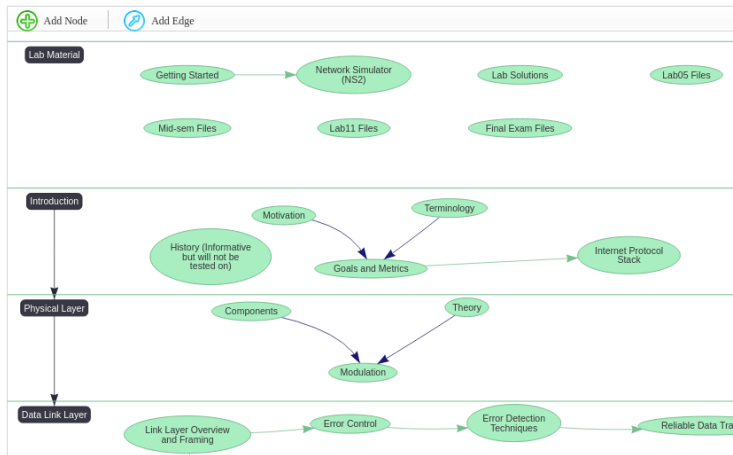 Add Node
Add Edge
Lab Material
Getting Started
Network Simulator
(NS2)
Lab Solutions
Lab05 Files
Mid-sem Files
Lab11 Files
Final Exam Files
Introduction
Motivation
Terminology
History (Informative
but will not be
tested on)
Goals and Metrics
Internet Protocol
Stack
Physical Layer
Components
Theory
Modulation
Data Link Layer
Link Layer Overview
and Framing
Error Control
Error Detection
Techniques
Reliable Data